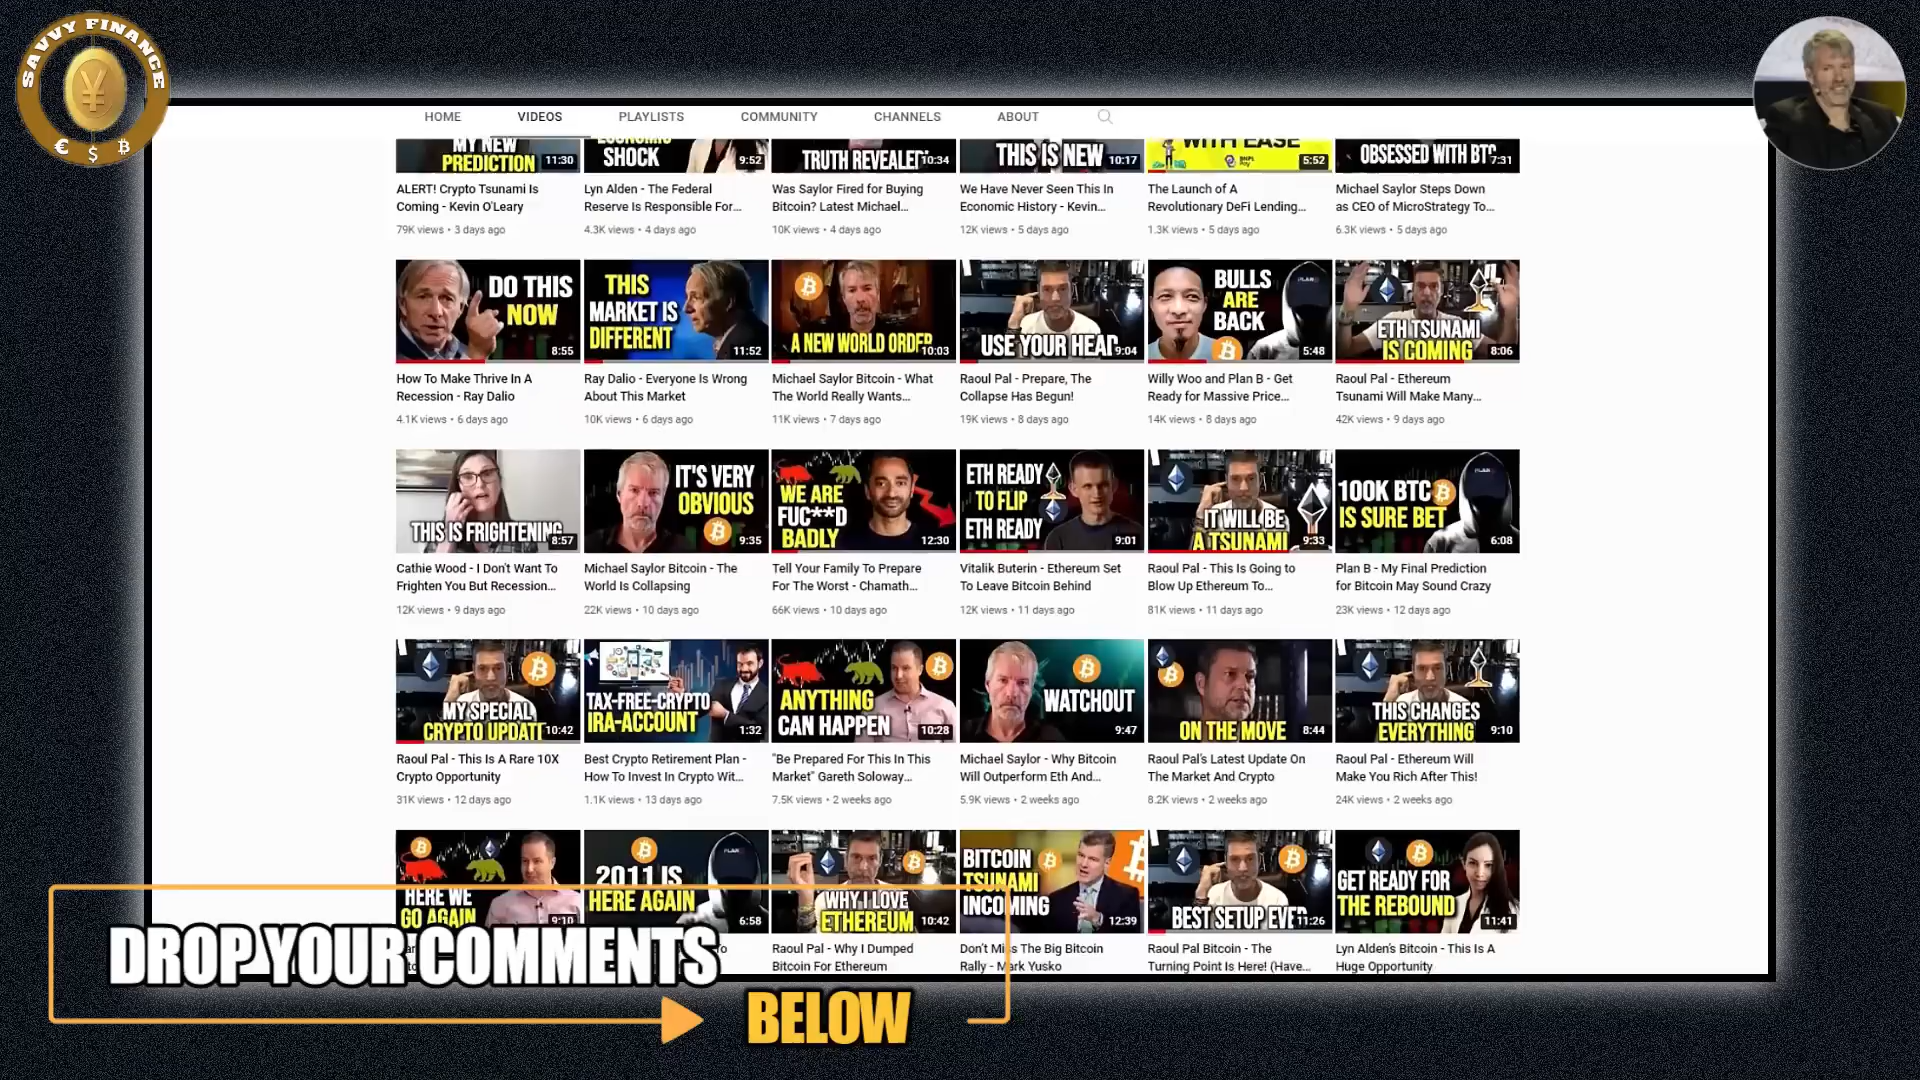 SAVVY FINANCE
¥
€ $ ₿
HOME VIDEOS PLAYLISTS COMMUNITY CHANNELS ABOUT
MY NEW
PREDICTION
11:30
ALERT! Crypto Tsunami Is
Coming - Kevin O'Leary
79K views • 3 days ago
SHOCK
9:52
Lyn Alden - The Federal
Reserve Is Responsible For...
4.3K views • 4 days ago
TRUTH REVEALED
10:34
Was Saylor Fired for Buying
Bitcoin? Latest Michael...
10K views • 4 days ago
THIS IS NEW
10:17
We Have Never Seen This In
Economic History - Kevin...
12K views • 5 days ago
WITH EASE
5:52
The Launch of A
Revolutionary DeFi Lending...
1.3K views • 5 days ago
OBSESSED WITH BTC
7:31
Michael Saylor Steps Down
as CEO of MicroStrategy To...
6.3K views • 5 days ago
DO THIS
NOW
8:55
How To Make Thrive In A
Recession - Ray Dalio
4.1K views • 6 days ago
THIS
MARKET IS
DIFFERENT
11:52
Ray Dalio - Everyone Is Wrong
About This Market
10K views • 6 days ago
A NEW WORLD ORDER
10:03
Michael Saylor Bitcoin - What
The World Really Wants...
11K views • 7 days ago
USE YOUR HEAD
9:04
Raoul Pal - Prepare, The
Collapse Has Begun!
19K views • 8 days ago
BULLS
ARE
BACK
5:48
Willy Woo and Plan B - Get
Ready for Massive Price...
14K views • 8 days ago
ETH TSUNAMI
IS COMING
8:06
Raoul Pal - Ethereum
Tsunami Will Make Many...
42K views • 9 days ago
THIS IS FRIGHTENING
8:57
Cathie Wood - I Don't Want To
Frighten You But Recession...
12K views • 9 days ago
IT'S VERY
OBVIOUS
9:35
Michael Saylor Bitcoin - The
World Is Collapsing
22K views • 10 days ago
WE ARE
FUC**D
BADLY
12:30
Tell Your Family To Prepare
For The Worst - Chamath...
66K views • 10 days ago
ETH READY
TO FLIP
ETH READY
9:01
Vitalik Buterin - Ethereum Set
To Leave Bitcoin Behind
12K views • 11 days ago
IT WILL BE
A TSUNAMI
9:33
Raoul Pal - This Is Going to
Blow Up Ethereum To...
81K views • 11 days ago
100K BTC
IS SURE BET
6:08
Plan B - My Final Prediction
for Bitcoin May Sound Crazy
23K views • 12 days ago
MY SPECIAL
CRYPTO UPDATE
10:42
Raoul Pal - This Is A Rare 10X
Crypto Opportunity
31K views • 12 days ago
TAX-FREE-CRYPTO
IRA-ACCOUNT
1:32
Best Crypto Retirement Plan -
How To Invest In Crypto Wit...
1.1K views • 13 days ago
ANYTHING
CAN HAPPEN
10:28
"Be Prepared For This In This
Market" Gareth Soloway...
7.5K views • 2 weeks ago
WATCHOUT
9:47
Michael Saylor - Why Bitcoin
Will Outperform Eth And...
5.9K views • 2 weeks ago
ON THE MOVE
8:44
Raoul Pal's Latest Update On
The Market And Crypto
8.2K views • 2 weeks ago
THIS CHANGES
EVERYTHING
9:10
Raoul Pal - Ethereum Will
Make You Rich After This!
24K views • 2 weeks ago
HERE WE
GO AGAIN
9:10
2011 IS
HERE AGAIN
6:58
WHY I LOVE
ETHEREUM
10:42
Raoul Pal - Why I Dumped
Bitcoin For Ethereum
BITCOIN
TSUNAMI
INCOMING
12:39
Don't Miss The Big Bitcoin
Rally - Mark Yusko
BEST SETUP EVER
11:26
Raoul Pal Bitcoin - The
Turning Point Is Here! (Have...
GET READY FOR
THE REBOUND
11:41
Lyn Alden's Bitcoin - This Is A
Huge Opportunity
DROP YOUR COMMENTS
BELOW